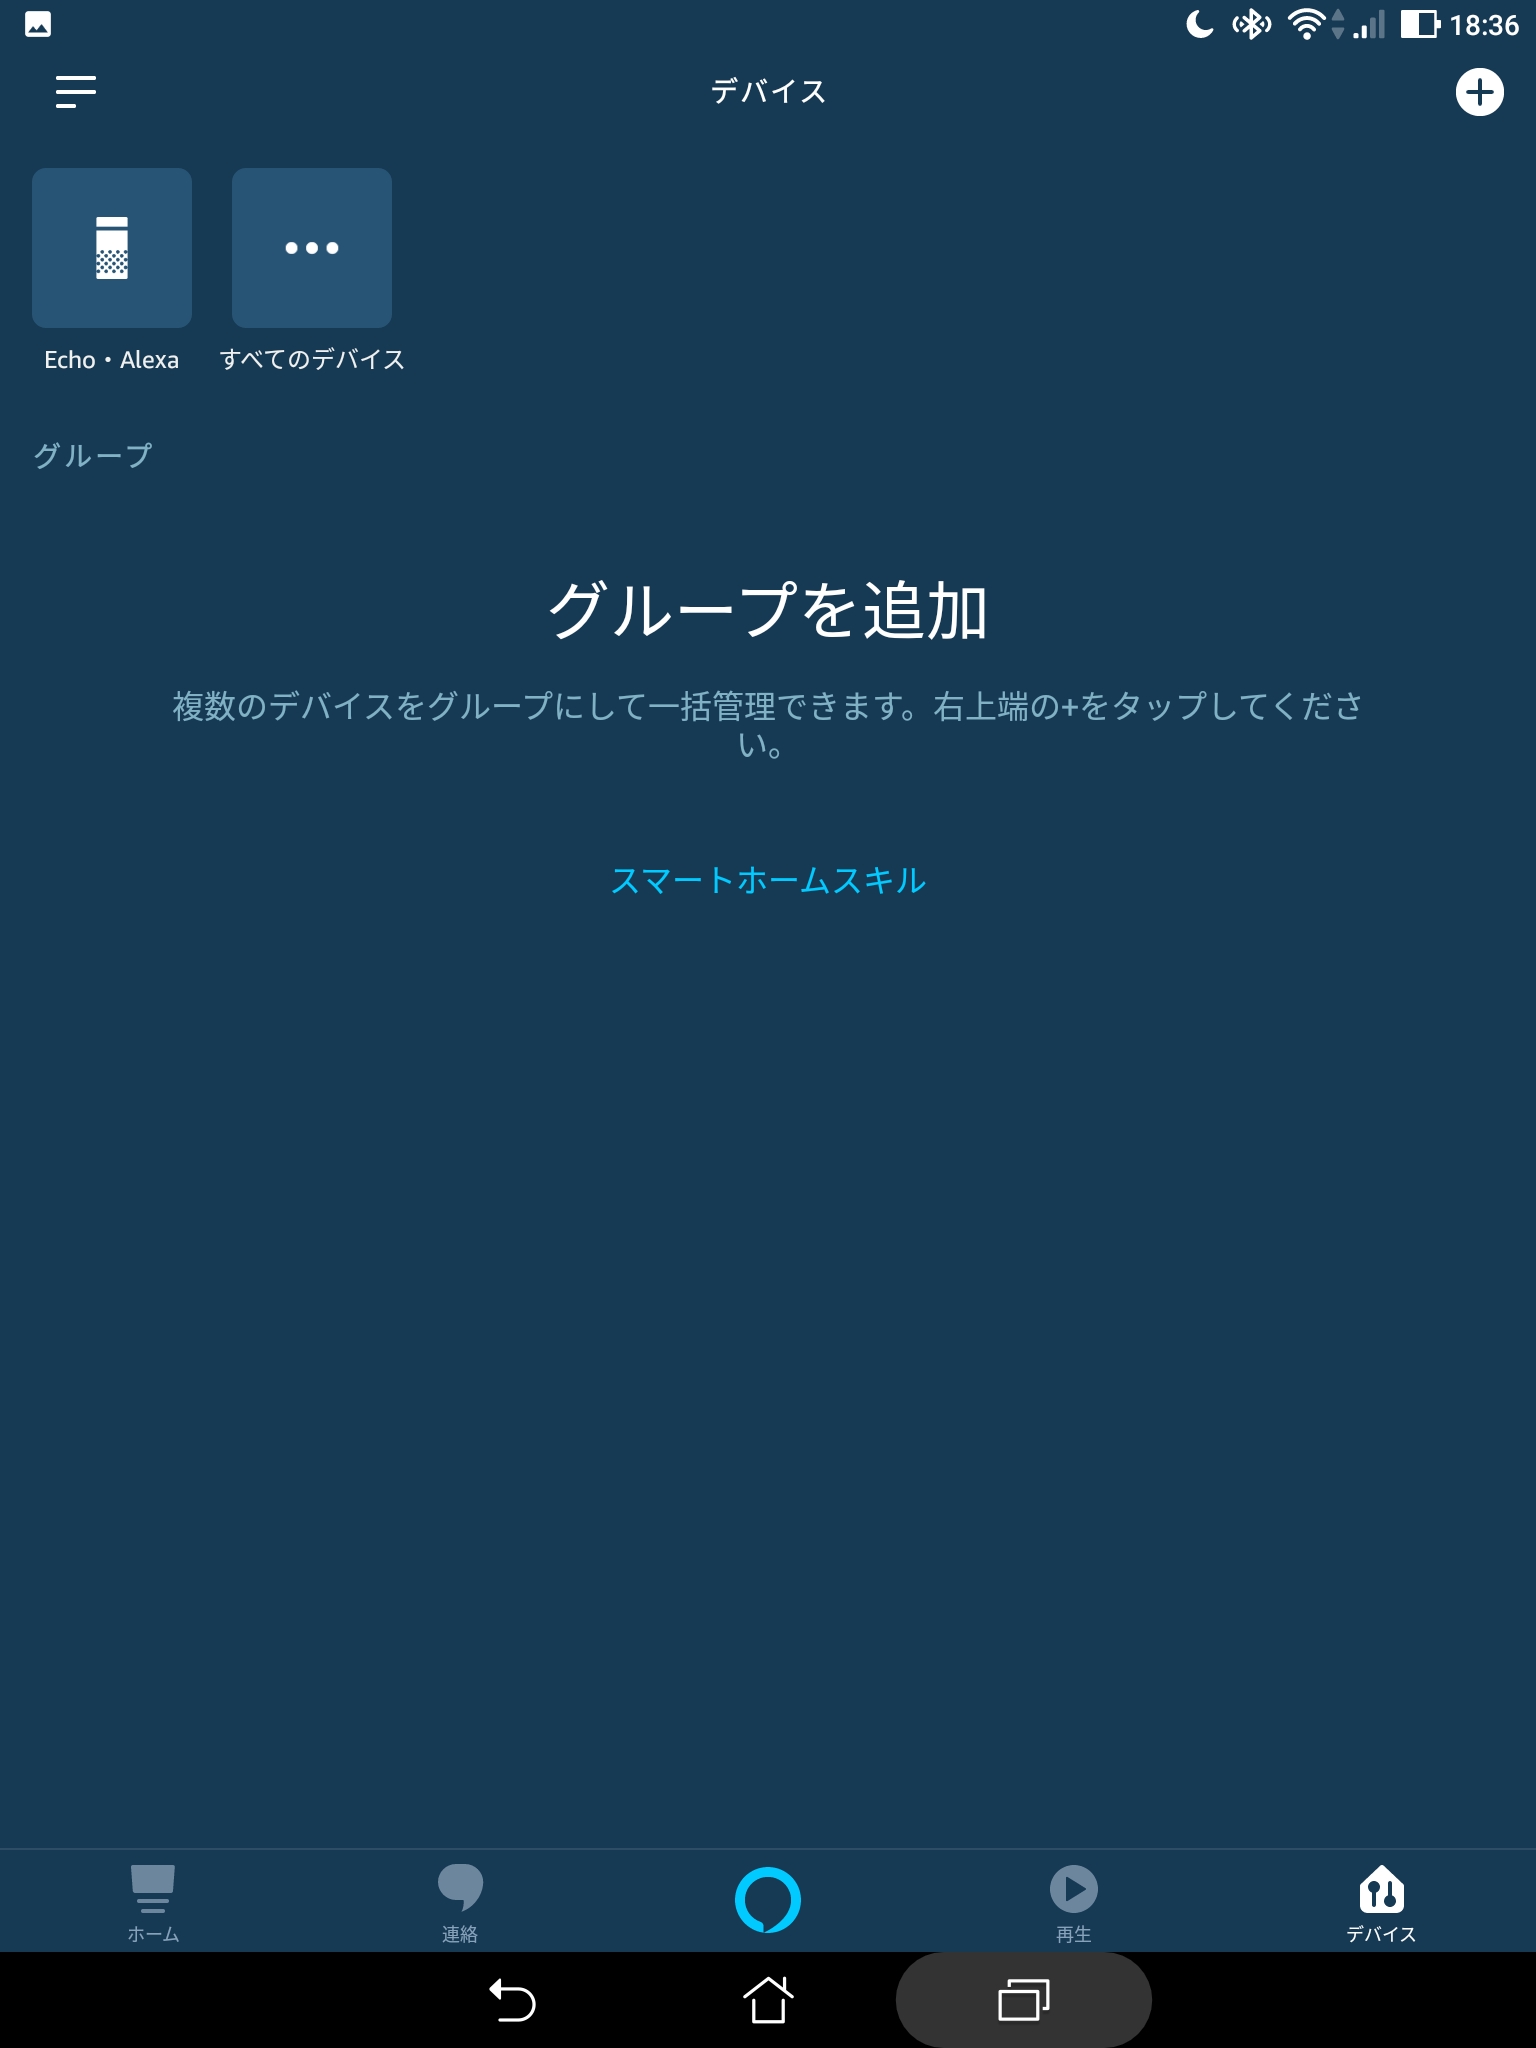 18:36
デバイス
Echo・Alexa
すべてのデバイス
グループ
グループを追加
複数のデバイスをグループにして一括管理できます。右上端の+をタップしてくださ
い。
スマートホームスキル
ホーム
連絡
再生
デバイス